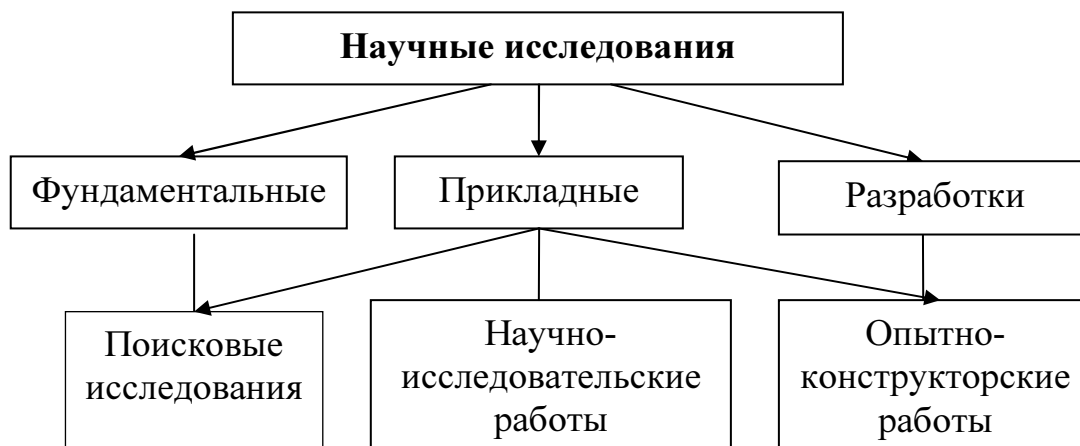 Научные исследования
Фундаментальные
Прикладные
Разработки
Поисковые
исследования
Научно-
исследовательские
работы
Опытно-
конструкторские
работы